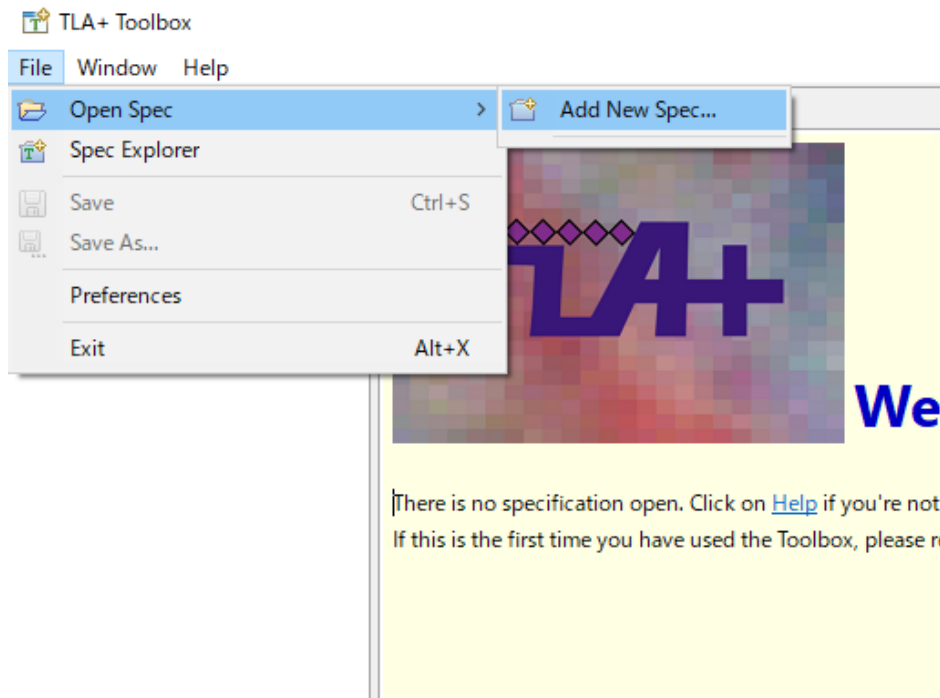 TLA+ Toolbox
File Window Help
Open Spec > Add New Spec...
Spec Explorer
Save Ctrl+S
Save As...
Preferences
Exit Alt+X
TLA+
We
There is no specification open. Click on Help if you're not
If this is the first time you have used the Toolbox, please r